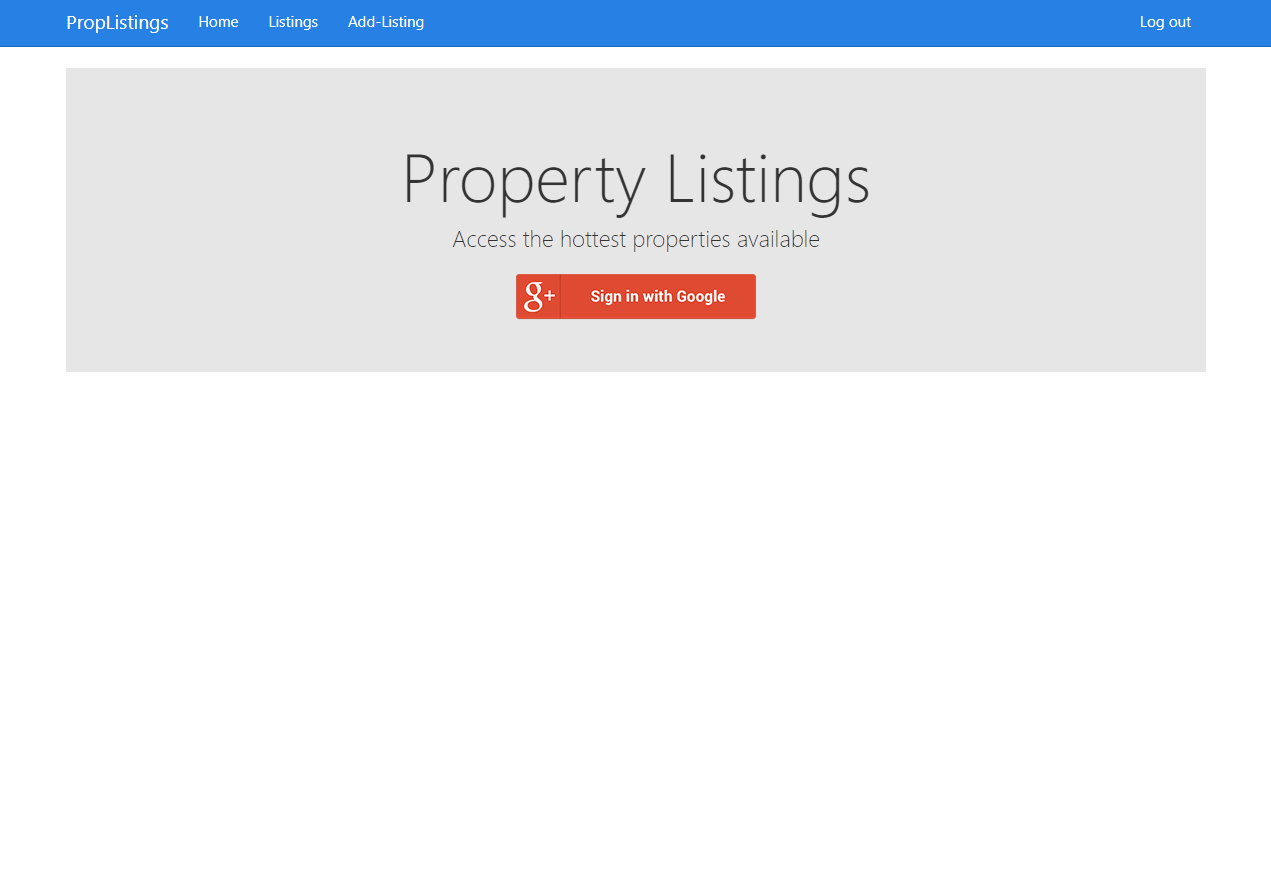 PropListings Home Listings Add-Listing Log out
Property Listings
Access the hottest properties available
g+ Sign in with Google